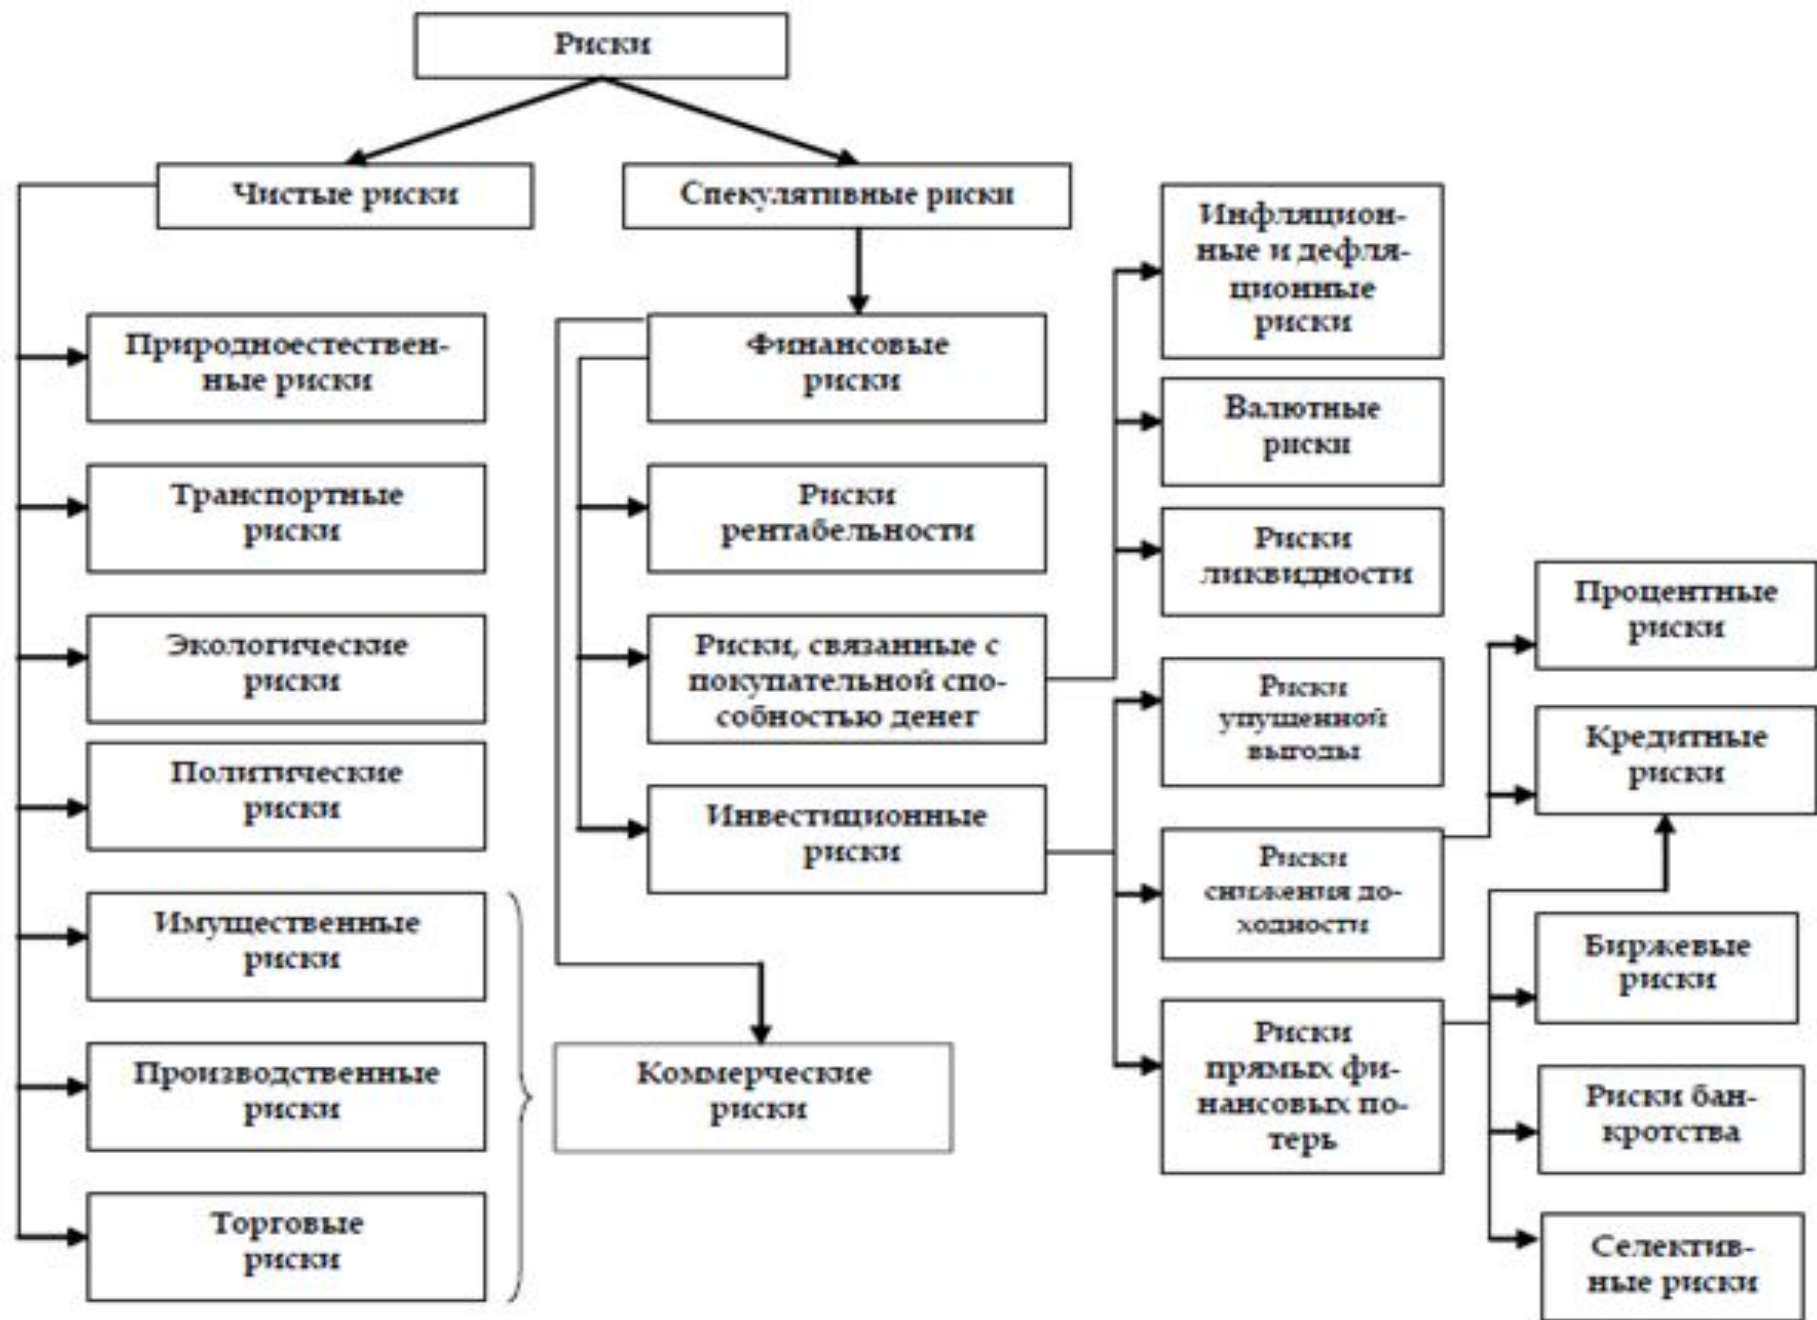 Риски
Чистые риски
Спекулятивные риски
Природноестествен-
ные риски
Транспортные
риски
Экологические
риски
Политические
риски
Имущественные
риски
Производственные
риски
Торговые
риски
Финансовые
риски
Риски
рентабельности
Риски, связанные с
покупательной спо-
собностью денег
Инвестиционные
риски
Коммерческие
риски
Инфляцион-
ные и дефля-
ционные
риски
Валютные
риски
Риски
ликвидности
Риски
упущенной
выгоды
Риски
снижения до-
ходности
Риски
прямых фи-
нансовых по-
терь
Процентные
риски
Кредитные
риски
Биржевые
риски
Риски бан-
кротства
Селектив-
ные риски